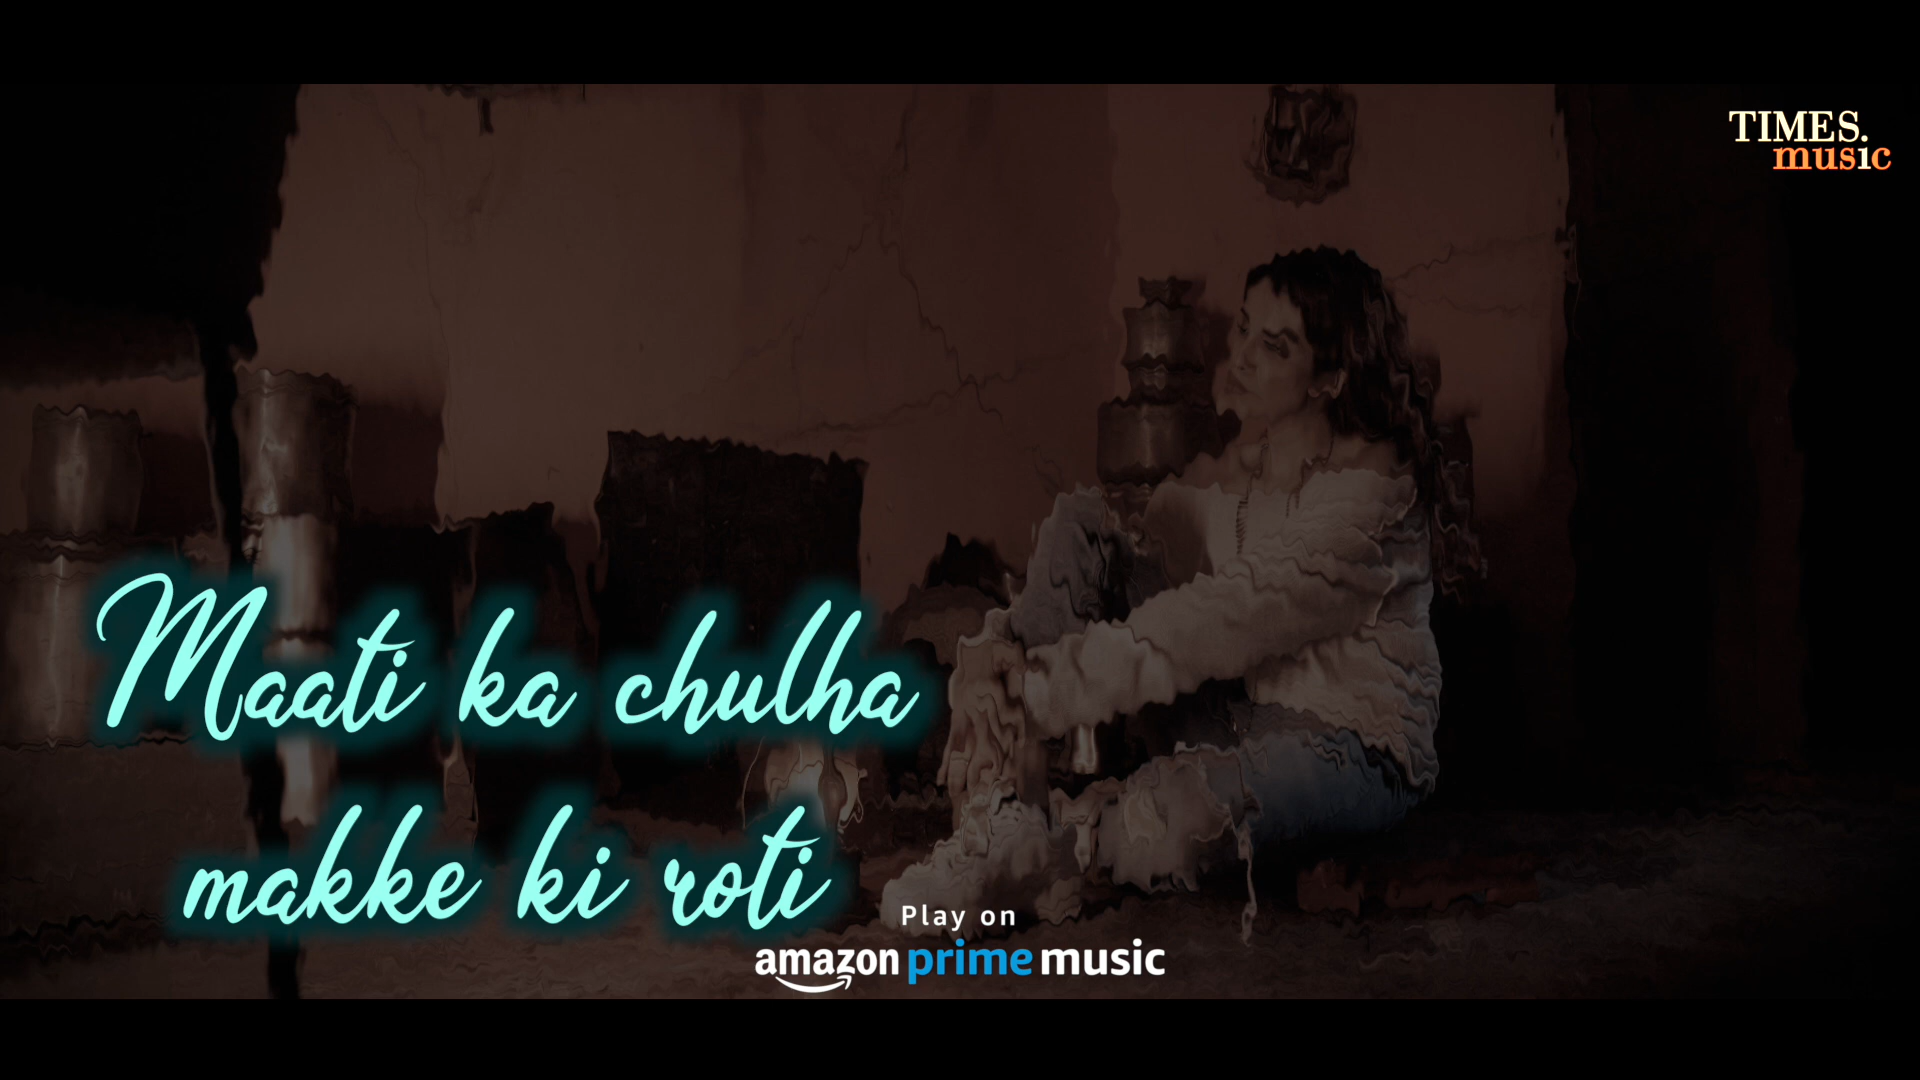 TIMES.
music
Maati ka chulha
makke ki roti
Play on
amazon prime music